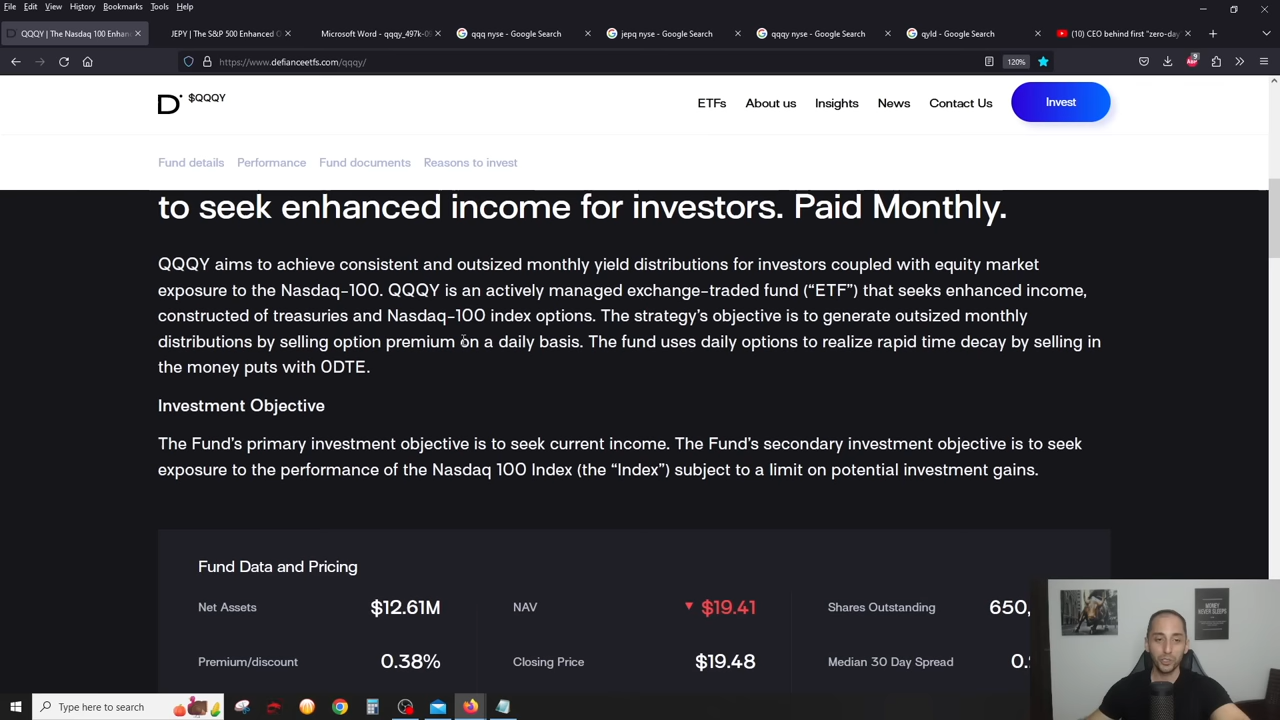 File Edit View History Bookmarks Tools Help
QQQY | The Nasdaq 100 Enhan
JEPY | The S&P 500 Enhanced O
Microsoft Word - qqqy_497k-09
qqq nyse - Google Search
jepq nyse - Google Search
qqqy nyse - Google Search
qyld - Google Search
(10) CEO behind first "zero-day"
https://www.defianceetfs.com/qqqy/
120%
9
D $QQQY
ETFs About us Insights News Contact Us Invest
Fund details Performance Fund documents Reasons to invest
to seek enhanced income for investors. Paid Monthly.
QQQY aims to achieve consistent and outsized monthly yield distributions for investors coupled with equity market
exposure to the Nasdaq-100. QQQY is an actively managed exchange-traded fund (“ETF”) that seeks enhanced income,
constructed of treasuries and Nasdaq-100 index options. The strategy’s objective is to generate outsized monthly
distributions by selling option premium on a daily basis. The fund uses daily options to realize rapid time decay by selling in
the money puts with 0DTE.
Investment Objective
The Fund’s primary investment objective is to seek current income. The Fund’s secondary investment objective is to seek
exposure to the performance of the Nasdaq 100 Index (the “Index”) subject to a limit on potential investment gains.
Fund Data and Pricing
Net Assets $12.61M NAV $19.41 Shares Outstanding 650,
Premium/discount 0.38% Closing Price $19.48 Median 30 Day Spread
MONEY
NEVER SLEEPS
Type here to search